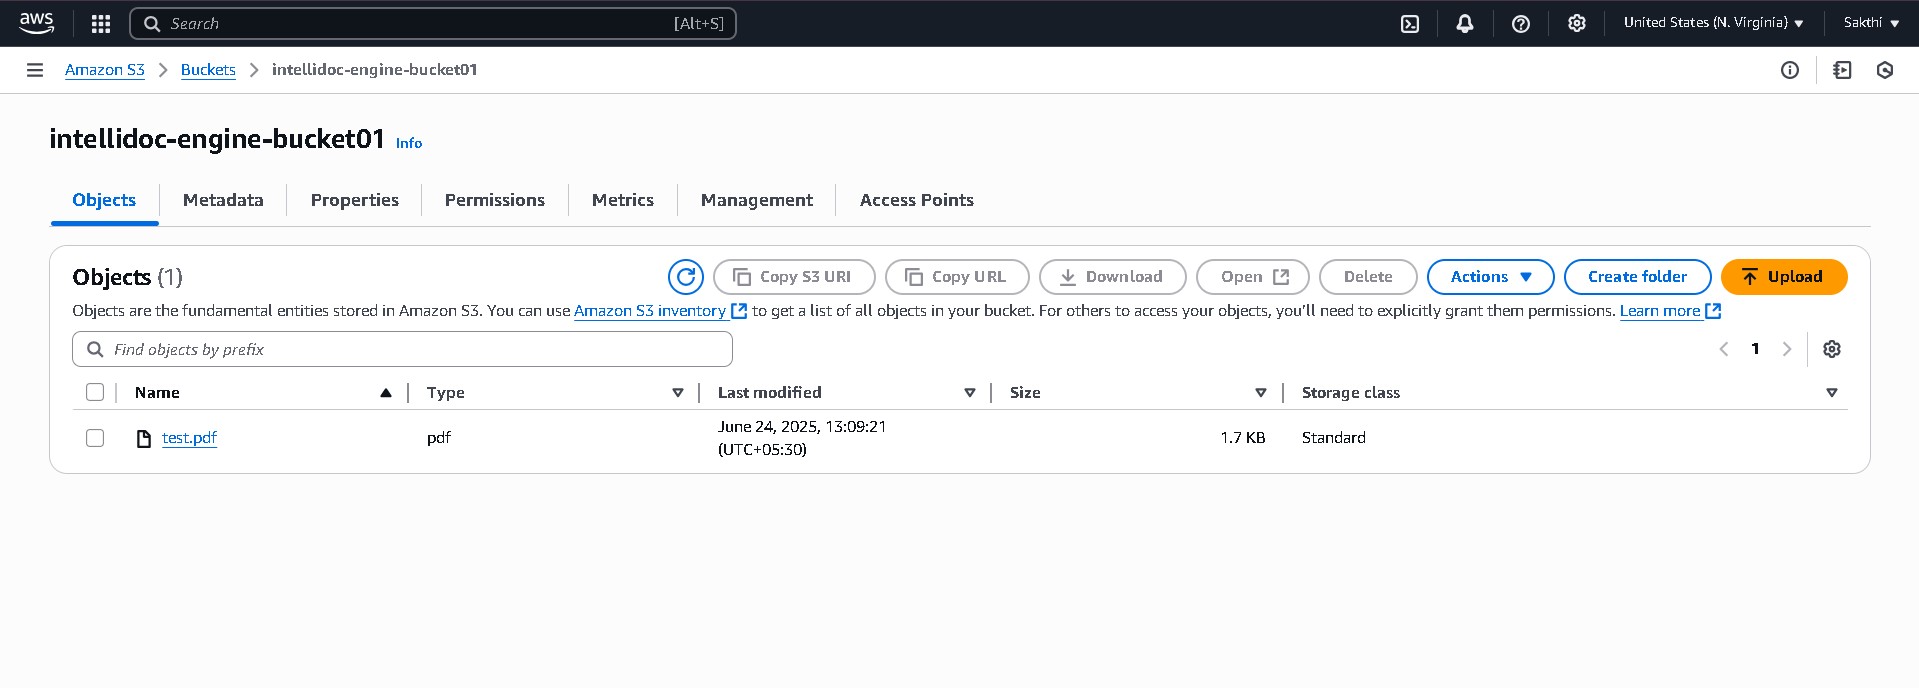 aws
Search [Alt+S]
United States (N. Virginia)
Sakthi
Amazon S3 > Buckets > intellidoc-engine-bucket01
intellidoc-engine-bucket01 Info
Objects Metadata Properties Permissions Metrics Management Access Points
Objects (1)
Copy S3 URI Copy URL Download Open Delete Actions Create folder Upload
Objects are the fundamental entities stored in Amazon S3. You can use Amazon S3 inventory to get a list of all objects in your bucket. For others to access your objects, you'll need to explicitly grant them permissions. Learn more
Find objects by prefix
1
Name Type Last modified Size Storage class
test.pdf pdf June 24, 2025, 13:09:21 (UTC+05:30) 1.7 KB Standard